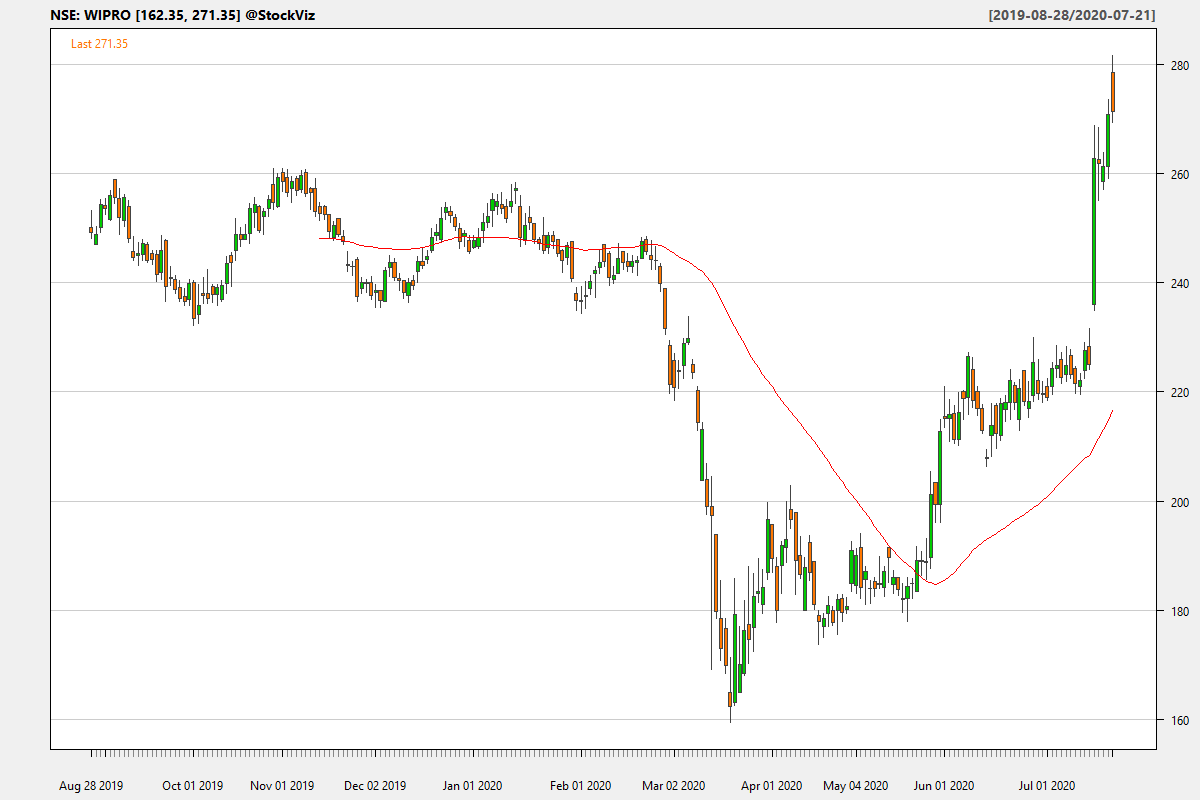 NSE: WIPRO [162.35, 271.35] @StockViz [2019-08-28/2020-07-21]
Last 271.35
280
260
240
220
200
180
160
Aug 28 2019 Oct 01 2019 Nov 01 2019 Dec 02 2019 Jan 01 2020 Feb 02 2020 Mar 02 2020 Apr 01 2020 May 04 2020 Jun 01 2020 Jul 01 2020